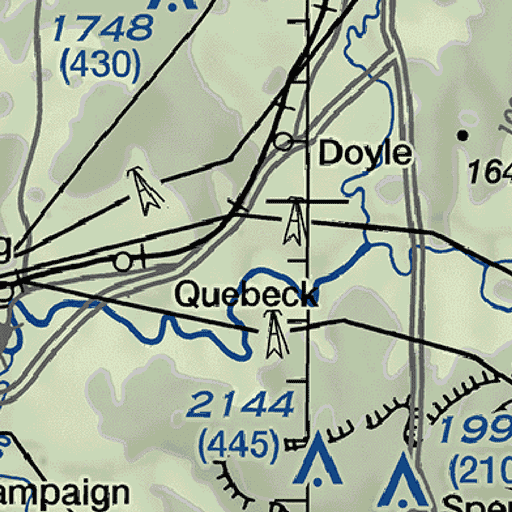 1748
(430)
Doyle
164
g
Quebeck
2144
(445)
199
(210
ampaign
Spe